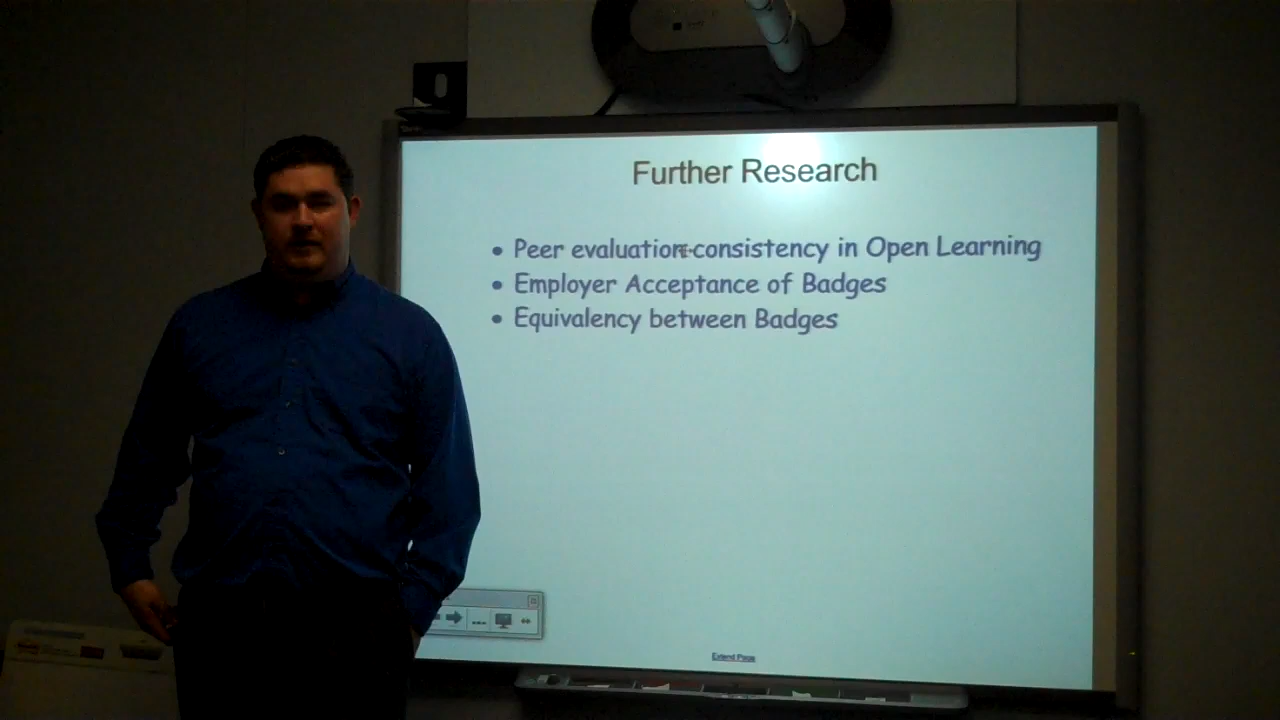 Further Research
• Peer evaluation consistency in Open Learning
• Employer Acceptance of Badges
• Equivalency between Badges
Extend Page